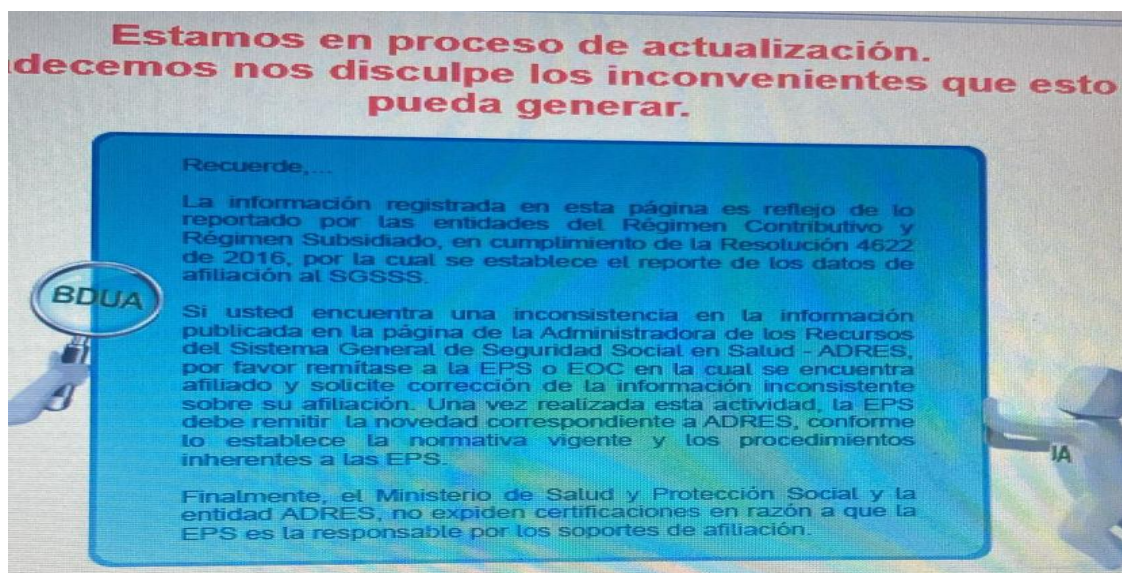 Estamos en proceso de actualización.
decemos nos disculpe los inconvenientes que esto
pueda generar.
Recuerde,...
La información registrada en esta página es reflejo de lo
reportado por las entidades del Régimen Contributivo y
Régimen Subsidiado, en cumplimiento de la Resolución 4622
de 2016, por la cual se establece el reporte de los datos de
afiliación al SGSSS.
BDUA
Si usted encuentra una inconsistencia en la información
publicada en la página de la Administradora de los Recursos
del Sistema General de Seguridad Social en Salud - ADRES,
por favor remítase a la EPS o EOC en la cual se encuentra
afiliado y solicite corrección de la información inconsistente
sobre su afiliación. Una vez realizada esta actividad, la EPS
debe remitir la novedad correspondiente a ADRES, conforme
lo establece la normativa vigente y los procedimientos
inherentes a las EPS.
UA
Finalmente, el Ministerio de Salud y Protección Social y la
entidad ADRES, no expiden certificaciones en razón a que la
EPS es la responsable por los soportes de afiliación.